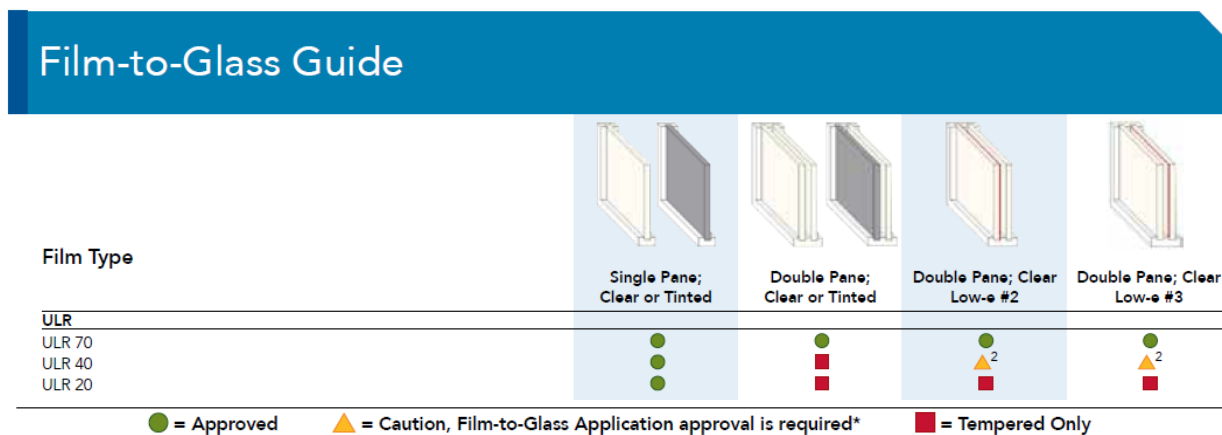 Film-to-Glass Guide
Film Type
Single Pane; Clear or Tinted
Double Pane; Clear or Tinted
Double Pane; Clear Low-e #2
Double Pane; Clear Low-e #3
ULR
ULR 70
ULR 40 2 2
ULR 20
= Approved = Caution, Film-to-Glass Application approval is required* = Tempered Only